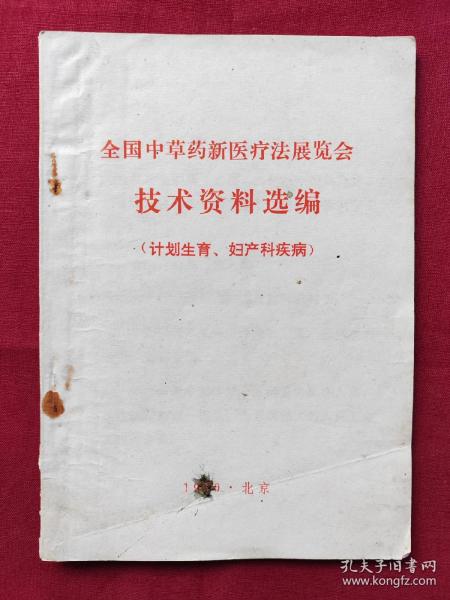 全国中草药新医疗法展览会
技术资料选编
(计划生育、妇产科疾病)
北京
孔夫子旧书网
www.kongfz.com